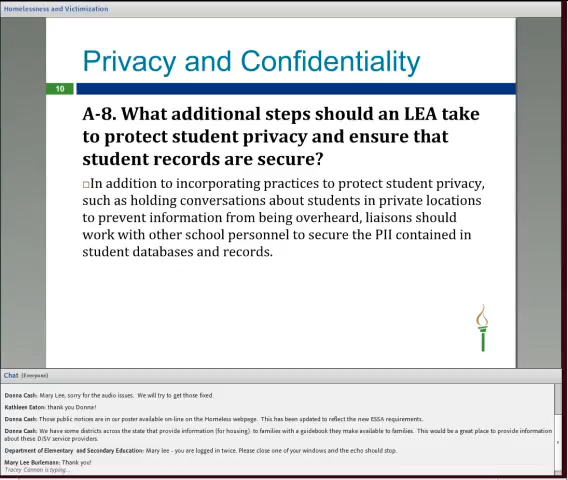 Homelessness and Victimization
Privacy and Confidentiality
10
A-8. What additional steps should an LEA take
to protect student privacy and ensure that
student records are secure?
□In addition to incorporating practices to protect student privacy,
such as holding conversations about students in private locations
to prevent information from being overheard, liaisons should
work with other school personnel to secure the PII contained in
student databases and records.
Chat (Everyone)
Donna Cash: Mary Lee, sorry for the audio issues. We will try to get those fixed.
Kathleen Eaton: thank you Donna!
Donna Cash: Those public notices are in our poster available on-line on the Homeless webpage. This has been updated to reflect the new ESSA requirements.
Donna Cash: We have some districts across the state that provide information (for housing) to families with a guidebook they make available to families. This would be a great place to provide information
about these D/SV service providers.
Department of Elementary and Secondary Education: Mary lee - you are logged in twice. Please close one of your windows and the echo should stop.
Mary Lee Burlemann: Thank you!
Tracey Cannon is typing...